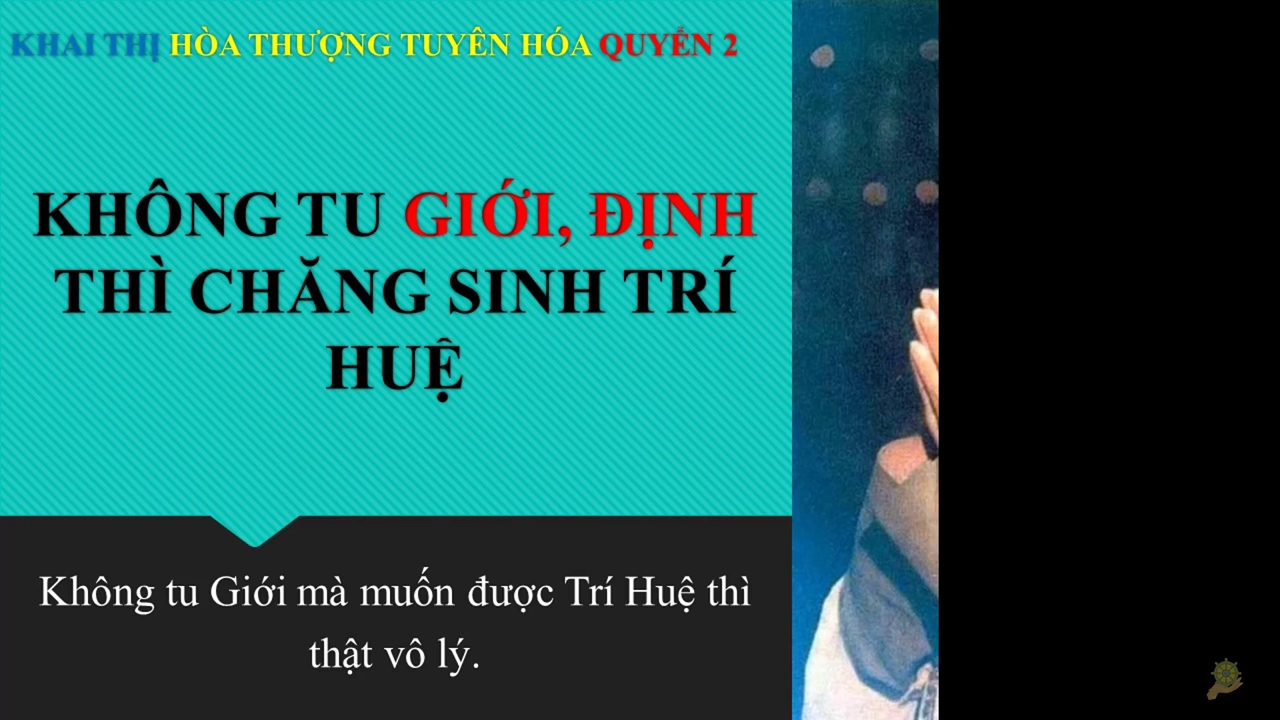 KHAI THỊ HÒA THƯỢNG TUYÊN HÓA QUYỂN 2
KHÔNG TU GIỚI, ĐỊNH
THÌ CHĂNG SINH TRÍ
HUỆ
Không tu Giới mà muốn được Trí Huệ thì
thật vô lý.